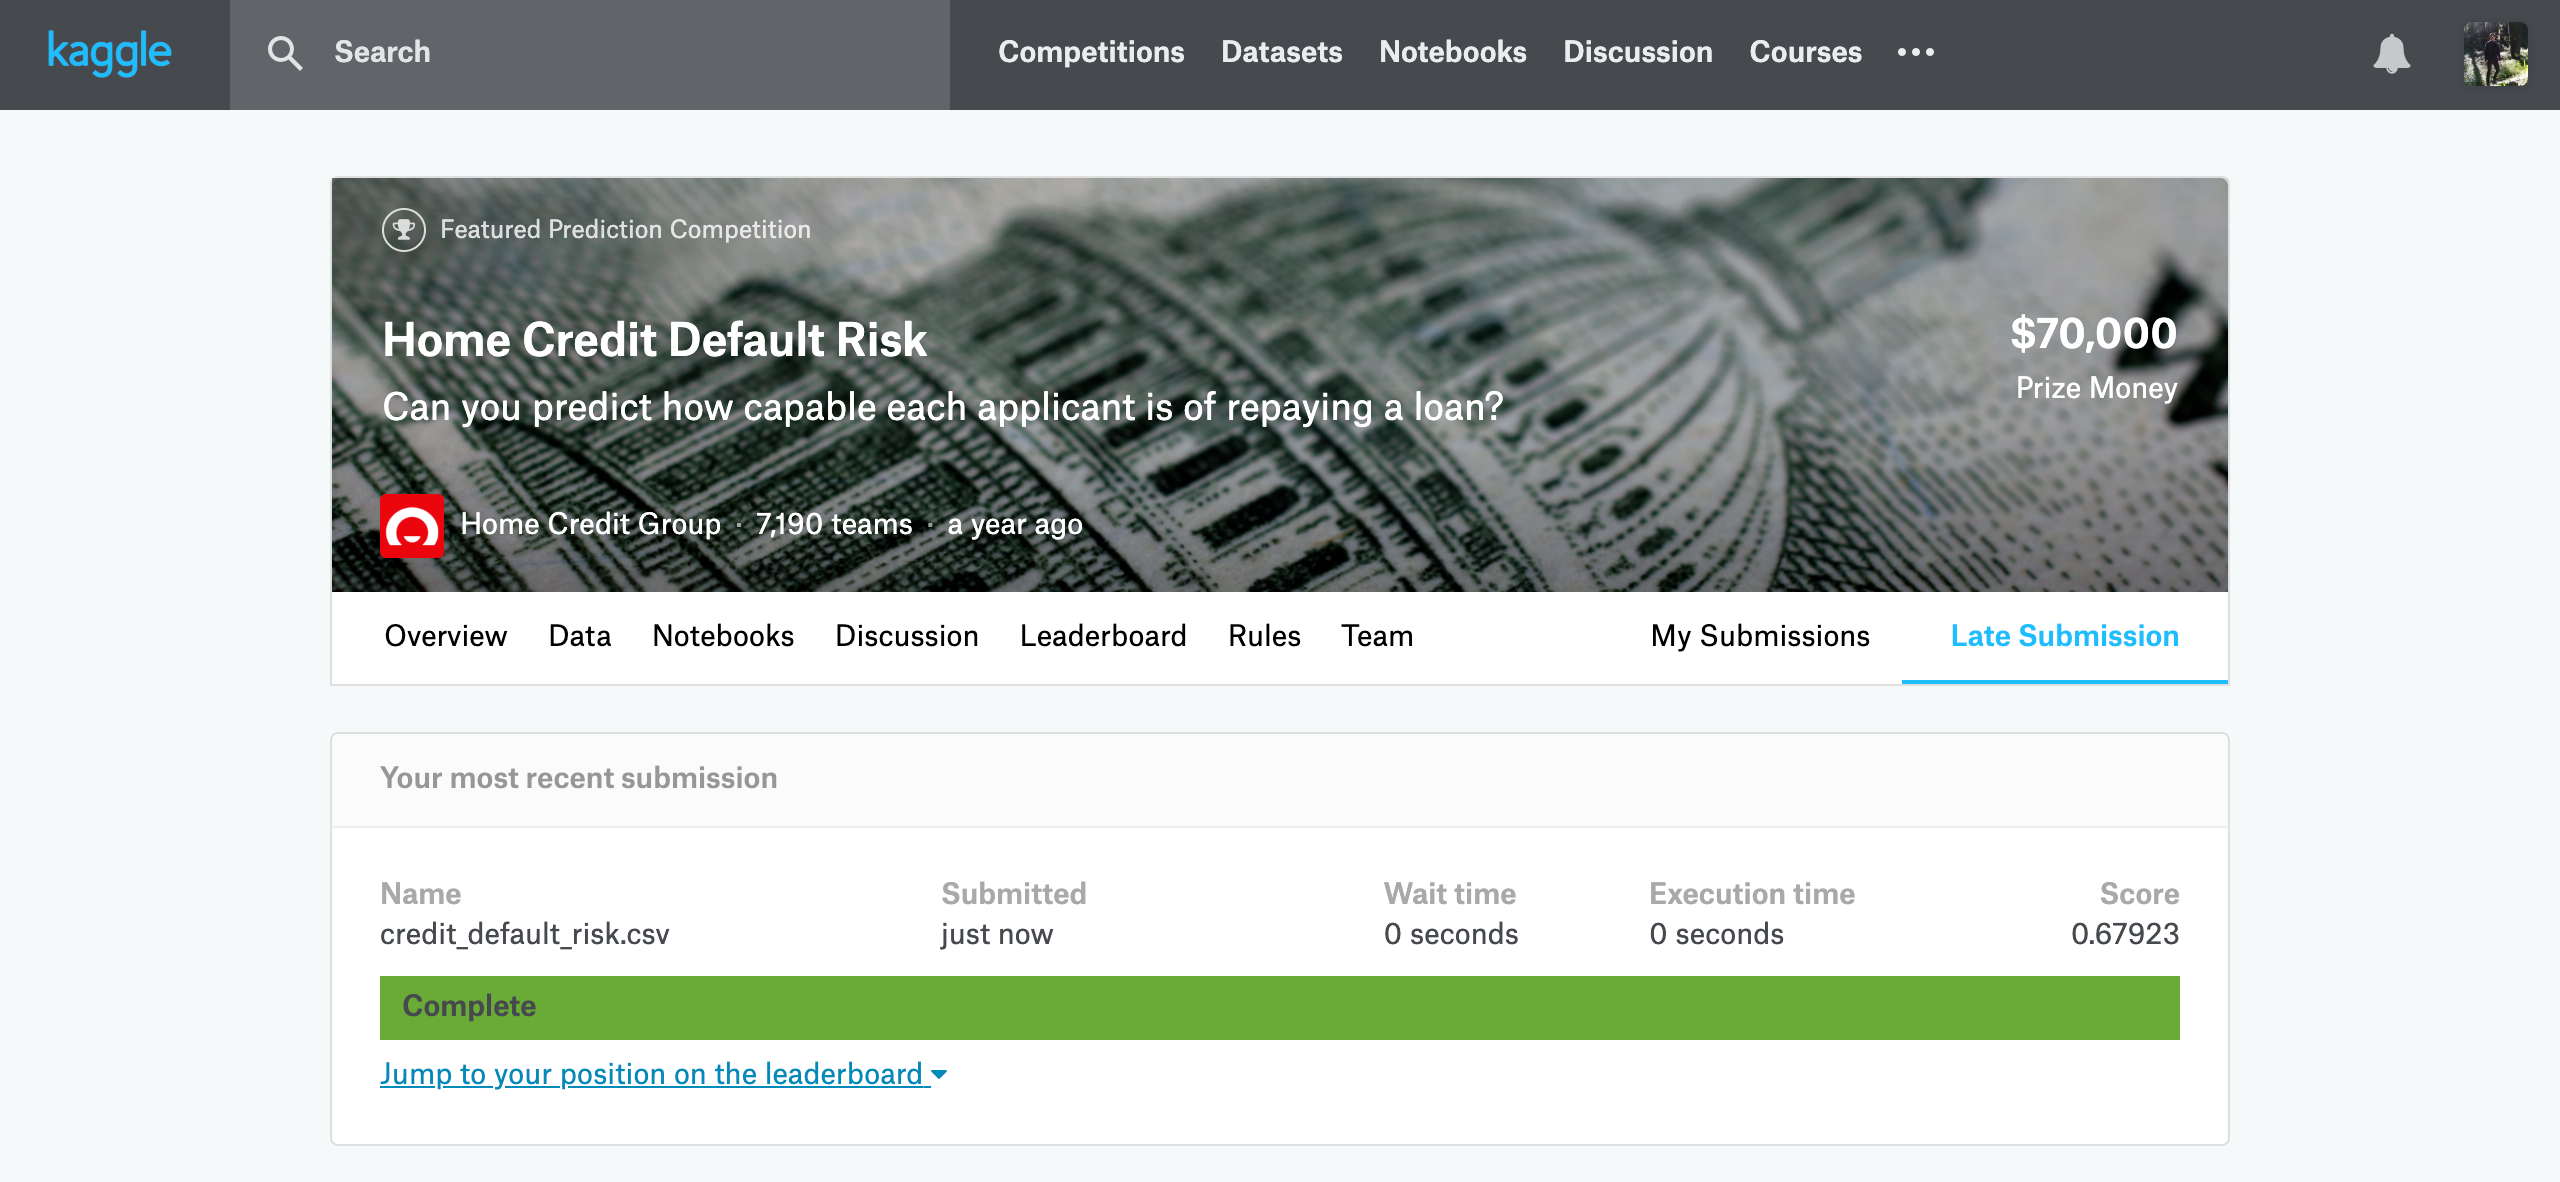 kaggle
Search
Competitions Datasets Notebooks Discussion Courses
Featured Prediction Competition
Home Credit Default Risk
$70,000
Can you predict how capable each applicant is of repaying a loan?
Prize Money
Home Credit Group · 7,190 teams · a year ago
Overview Data Notebooks Discussion Leaderboard Rules Team My Submissions Late Submission
Your most recent submission
Name Submitted Wait time Execution time Score
credit_default_risk.csv just now 0 seconds 0 seconds 0.67923
Complete
Jump to your position on the leaderboard